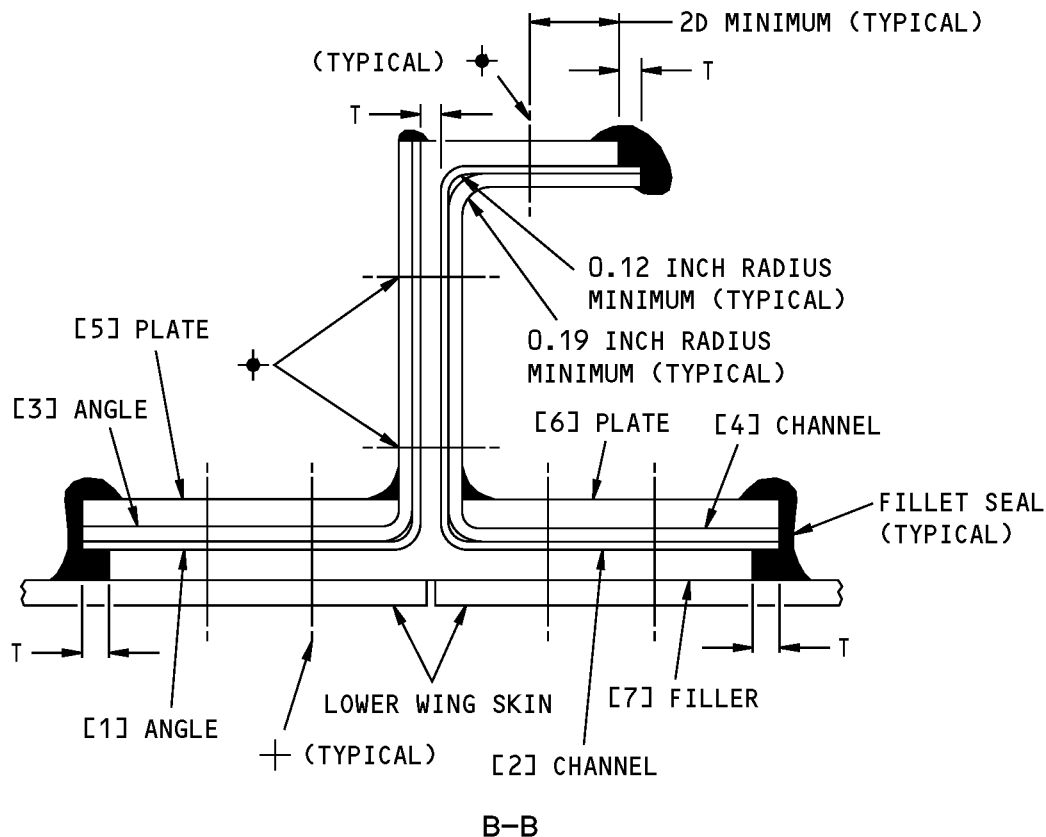 2D MINIMUM (TYPICAL)
(TYPICAL)
T
T
0.12 INCH RADIUS
MINIMUM (TYPICAL)
0.19 INCH RADIUS
MINIMUM (TYPICAL)
[5] PLATE
[3] ANGLE
[6] PLATE
[4] CHANNEL
FILLET SEAL
(TYPICAL)
T
T
LOWER WING SKIN
[7] FILLER
[1] ANGLE
(TYPICAL)
[2] CHANNEL
B-B